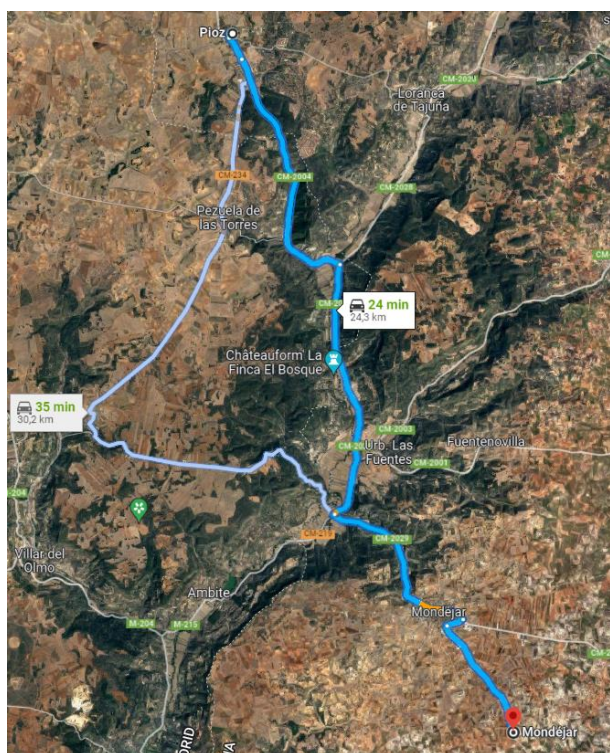 Pioz
CM-2020
Loranca
de Tajuña
CM-234
CM-2004
CM-2028
Pezuela de
las Torres
24 min
24,3 km
Châteauform' La
Finca El Bosque
35 min
30,2 km
CM-2003
Urb. Las
Fuentes
Fuentenovilla
CM-2001
CM-219
CM-2029
M-204
Villar del
Olmo
Ambite
M-204
M-215
Mondéjar
Mondéjar